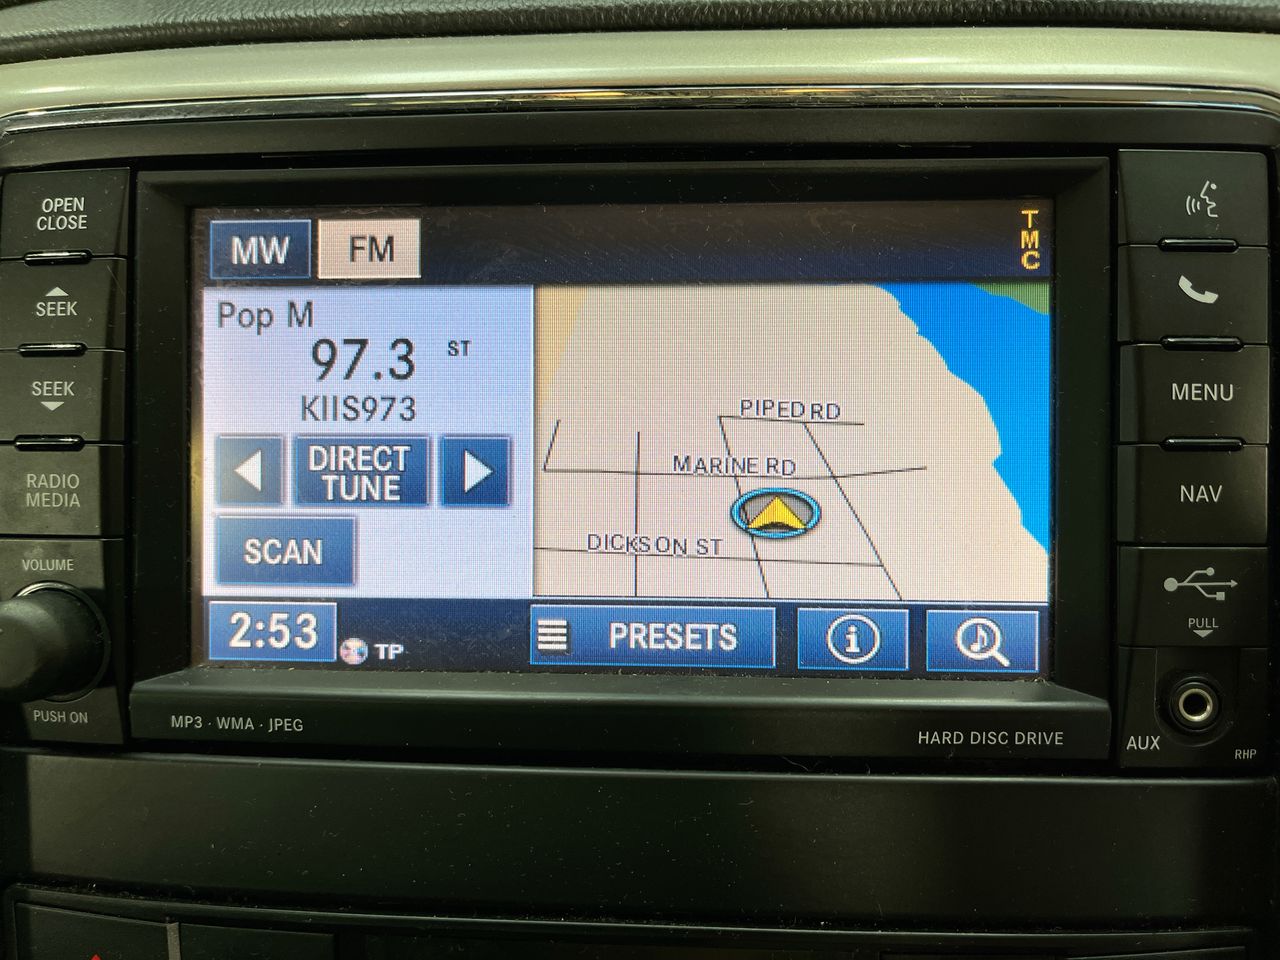 OPEN
CLOSE
SEEK
SEEK
RADIO
MEDIA
VOLUME
PUSH ON
MW FM
TMC
Pop M
97.3 ST
KIIS973
DIRECT
TUNE
SCAN
PIPED RD
MARINE RD
DICKSON ST
2:53 TP PRESETS i
MP3 · WMA · JPEG
HARD DISC DRIVE
MENU
NAV
PULL
AUX
RHP